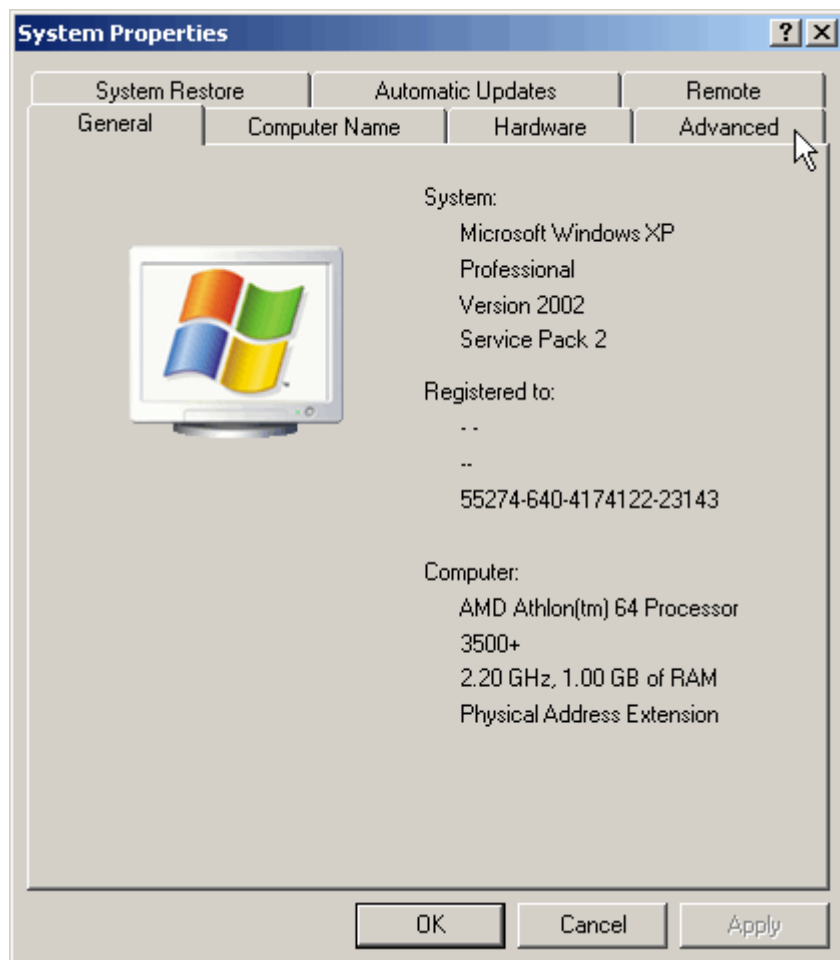 System Properties
System Restore Automatic Updates Remote
General Computer Name Hardware Advanced
System:
Microsoft Windows XP
Professional
Version 2002
Service Pack 2
Registered to:
- -
--
55274-640-4174122-23143
Computer:
AMD Athlon(tm) 64 Processor
3500+
2.20 GHz, 1.00 GB of RAM
Physical Address Extension
OK Cancel Apply